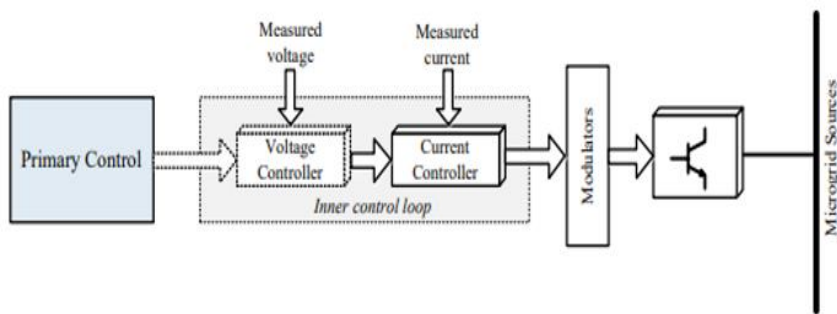 Measured
voltage
Measured
current
Primary Control
Voltage
Controller
Current
Controller
Inner control loop
Modulators
Microgrid Sources